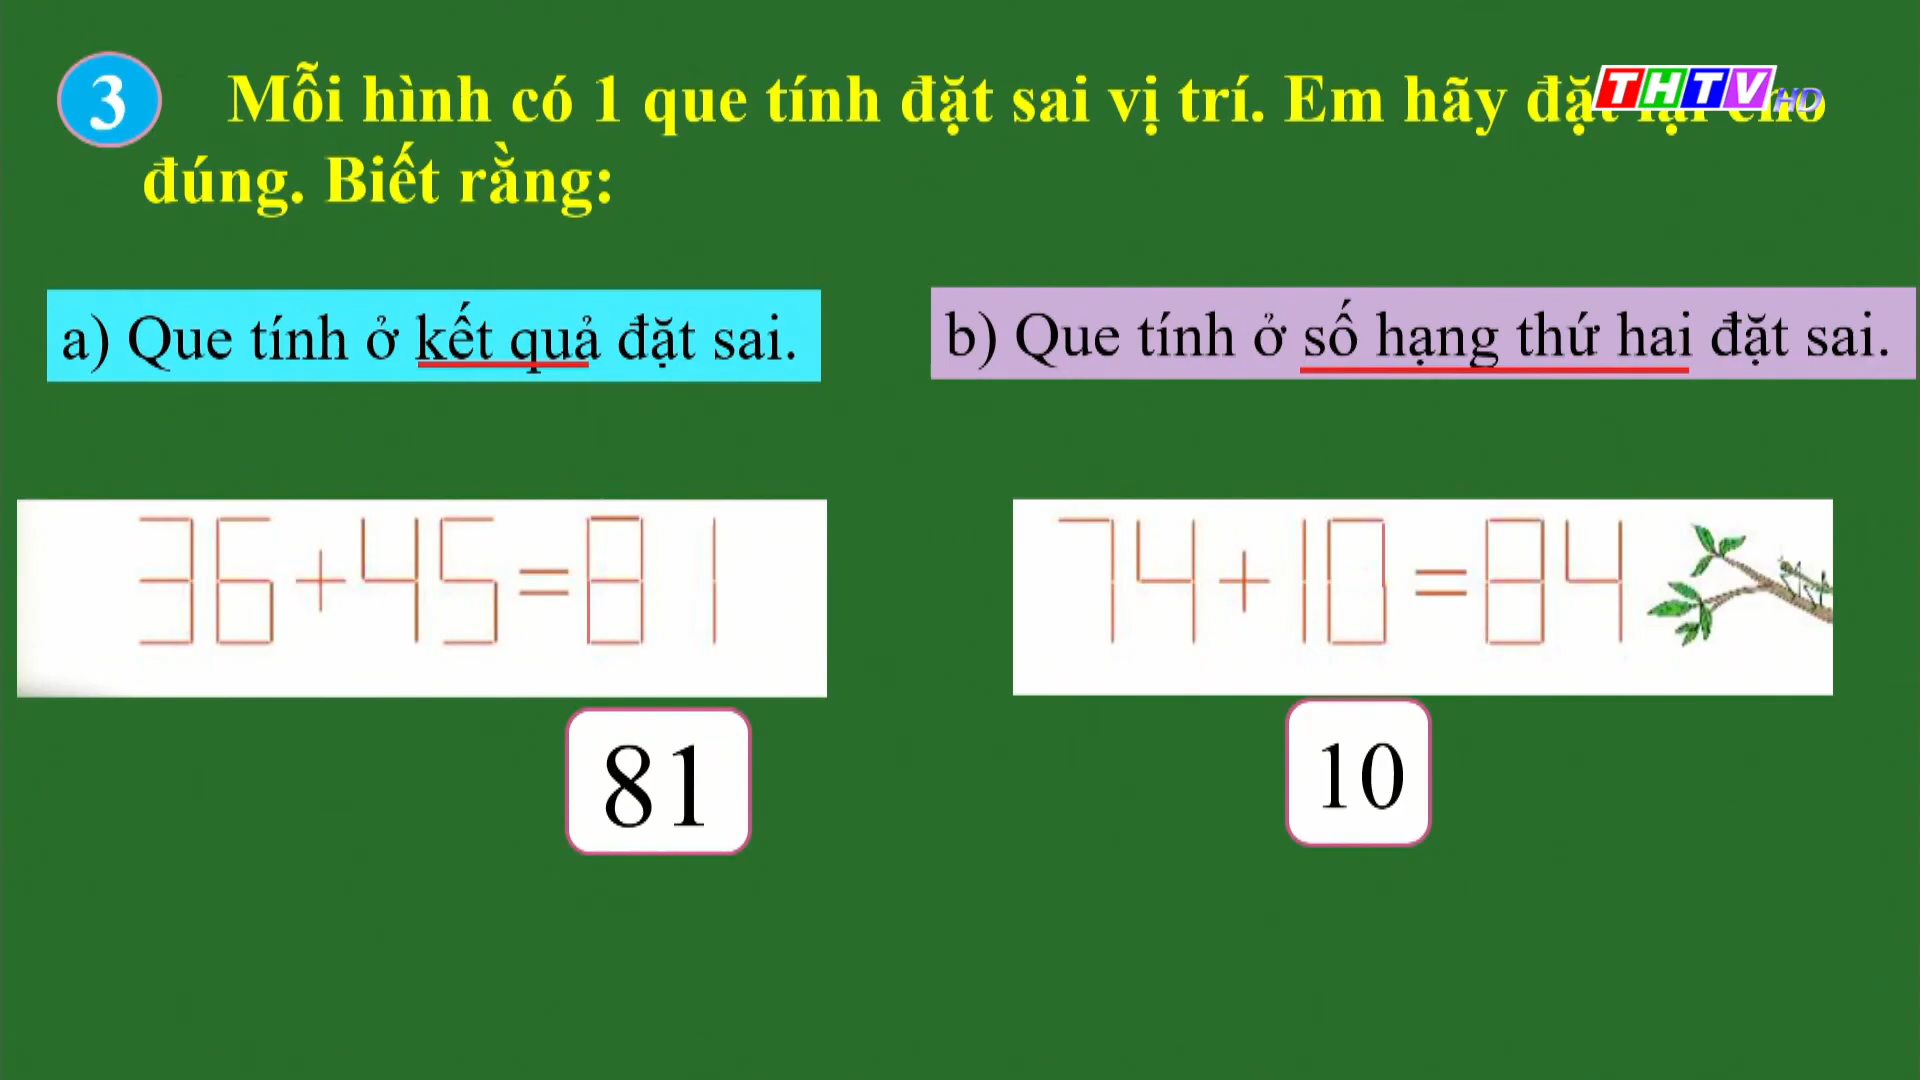 3 Mỗi hình có 1 que tính đặt sai vị trí. Em hãy đặt lại cho
THTV HD
đúng. Biết rằng:
a) Que tính ở kết quả đặt sai.
b) Que tính ở số hạng thứ hai đặt sai.
36+45=81
74+10=84
81
10